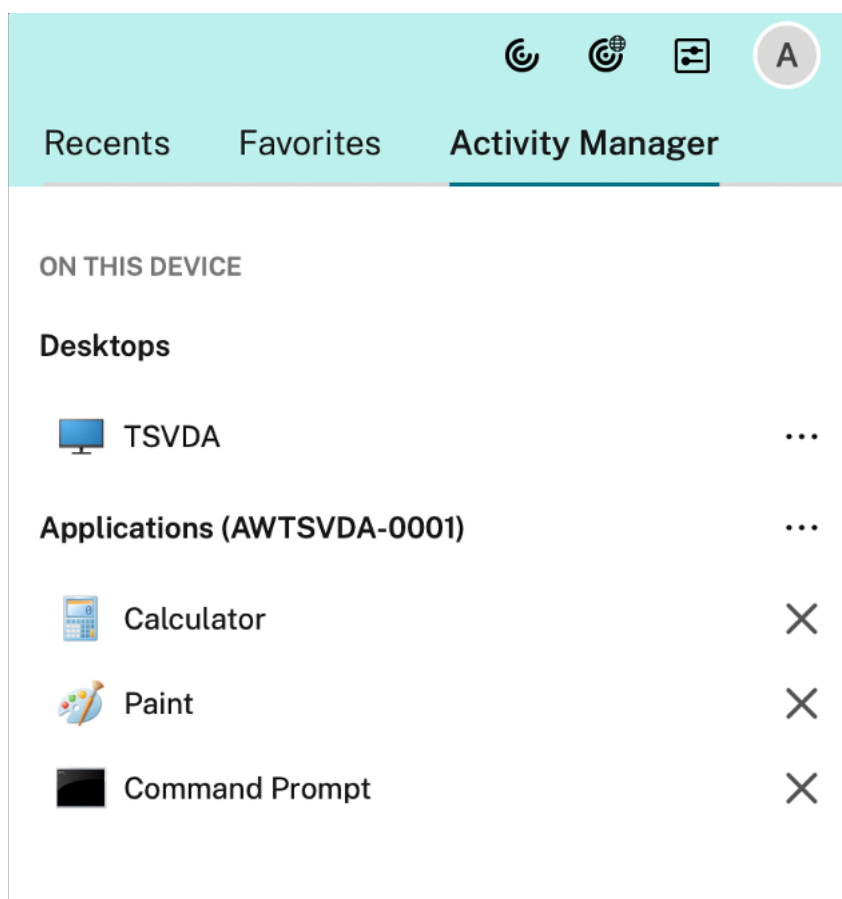 A
Recents Favorites Activity Manager
ON THIS DEVICE
Desktops
TSVDA ...
Applications (AWTSVDA-0001) ...
Calculator
Paint
Command Prompt